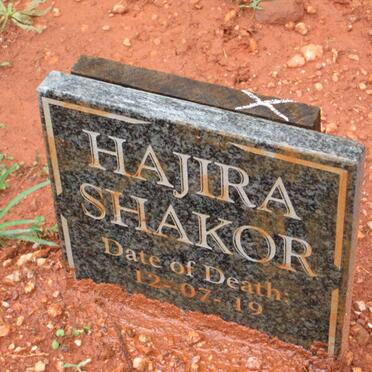 HAJIRA
SHAKOR
Date of Death:
12-07-19